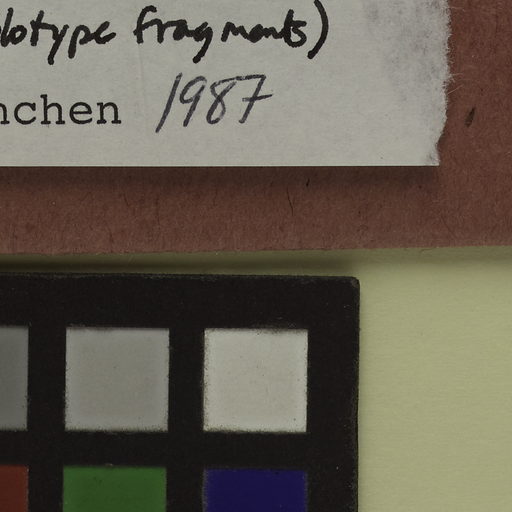 lotype fragments)
nchen 1987